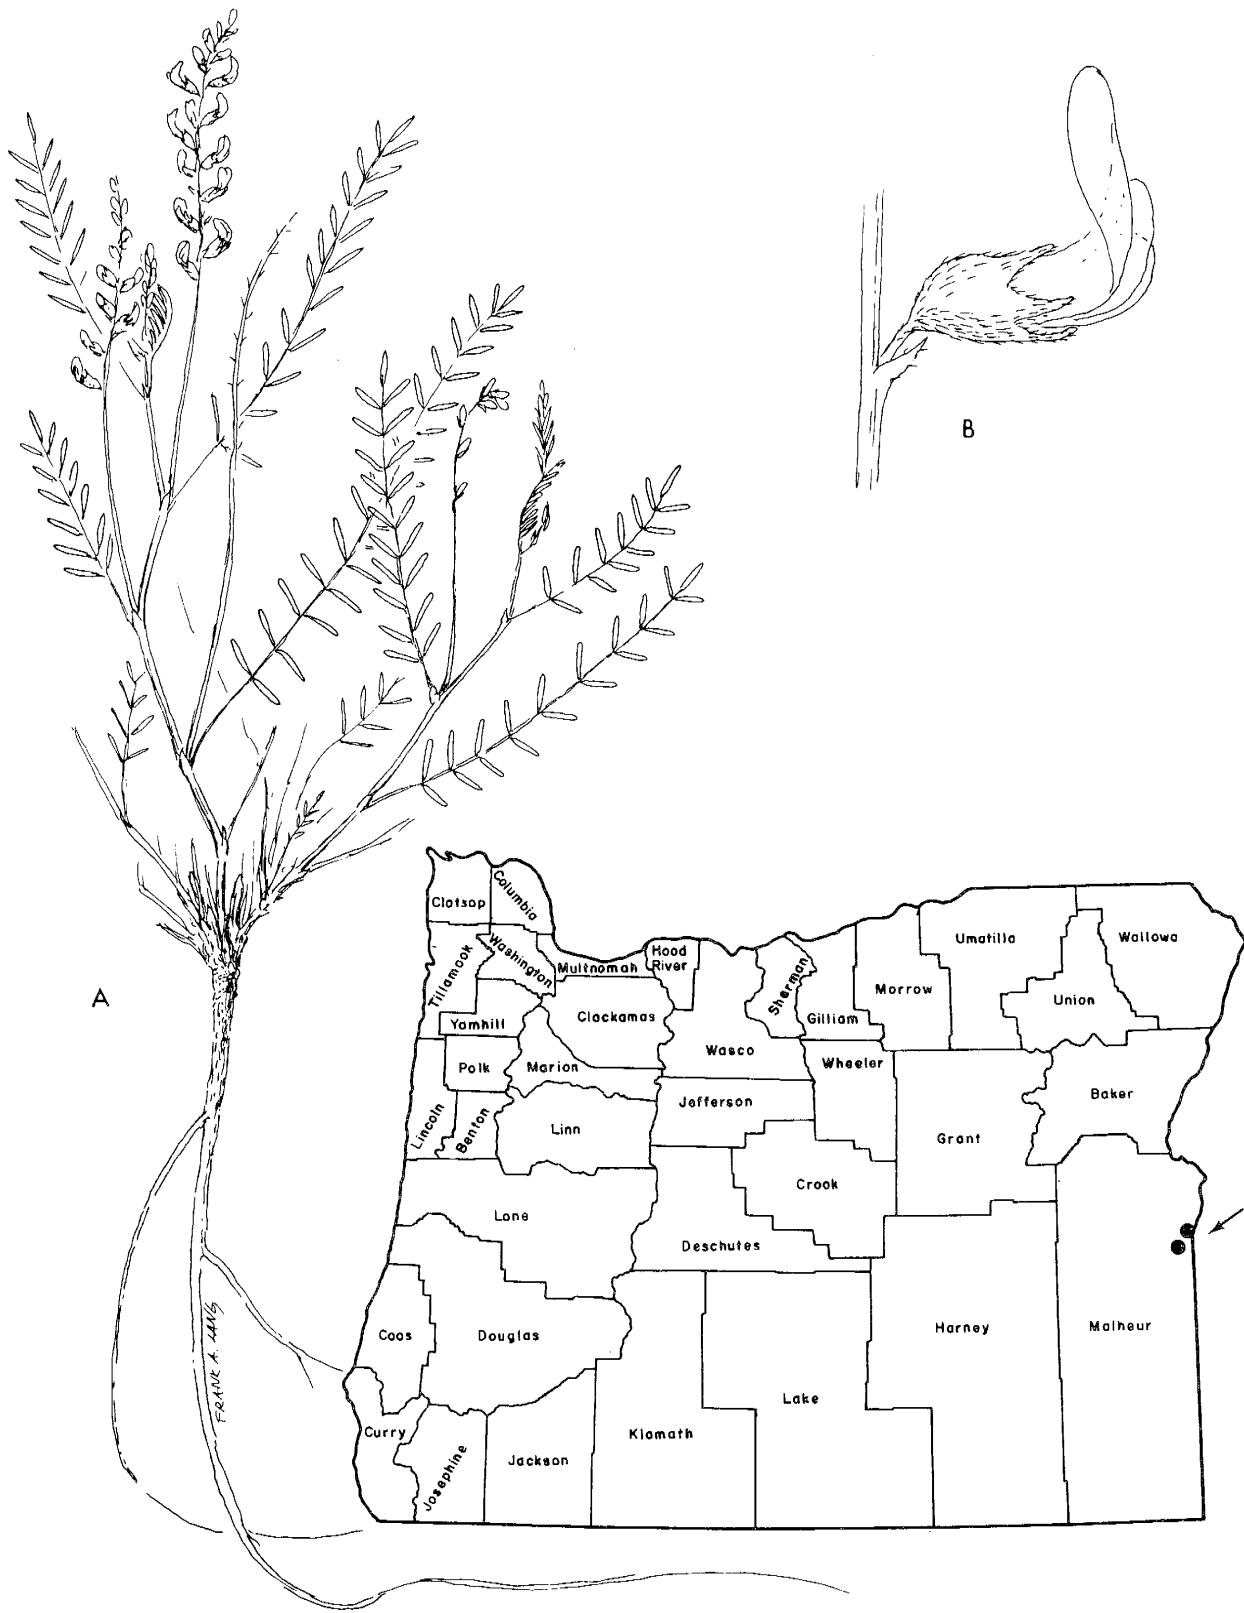 B
A
FRANK A. LANG
Clatsop
Columbia
Tillamook
Washington
Multnomah
Hood
River
Sherman
Gilliam
Morrow
Umatilla
Union
Wallowa
Yamhill
Clackamas
Wasco
Wheeler
Polk
Marion
Jefferson
Grant
Baker
Lincoln
Benton
Linn
Crook
Lane
Deschutes
Coos
Douglas
Harney
Malheur
Curry
Josephine
Jackson
Klamath
Lake